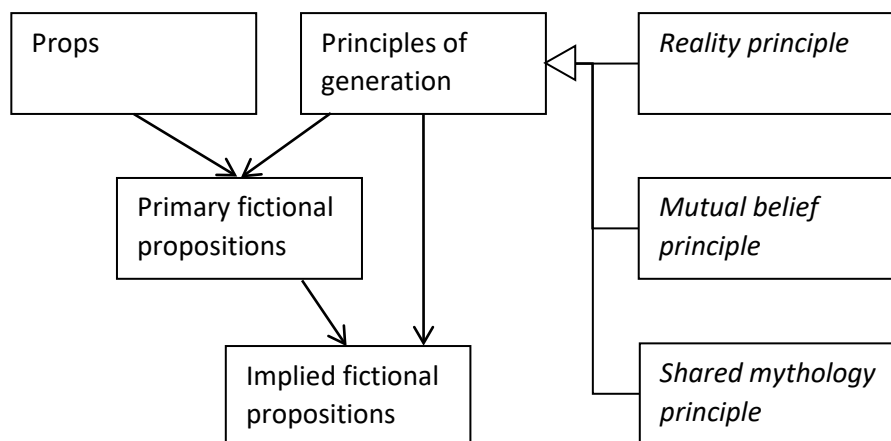 Props
Principles of
generation
Reality principle
Primary fictional
propositions
Mutual belief
principle
Implied fictional
propositions
Shared mythology
principle